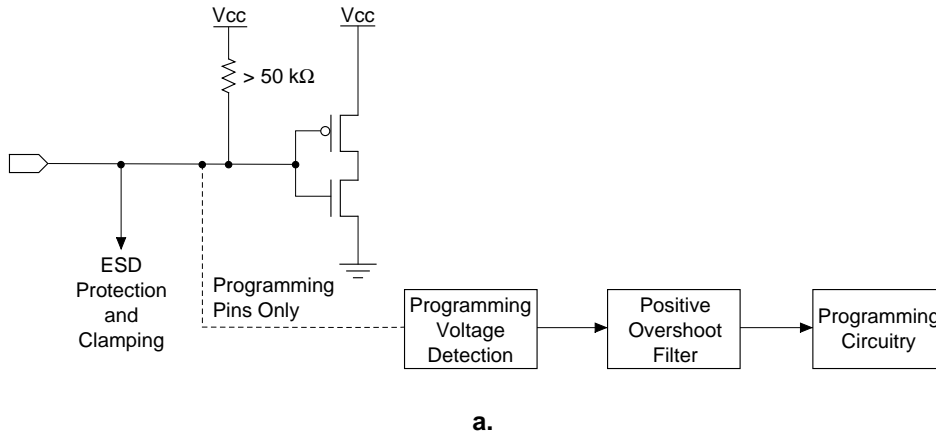 Vcc
Vcc
> 50 kΩ
ESD
Protection
and
Clamping
Programming
Pins Only
Programming
Voltage
Detection
Positive
Overshoot
Filter
Programming
Circuitry
a.